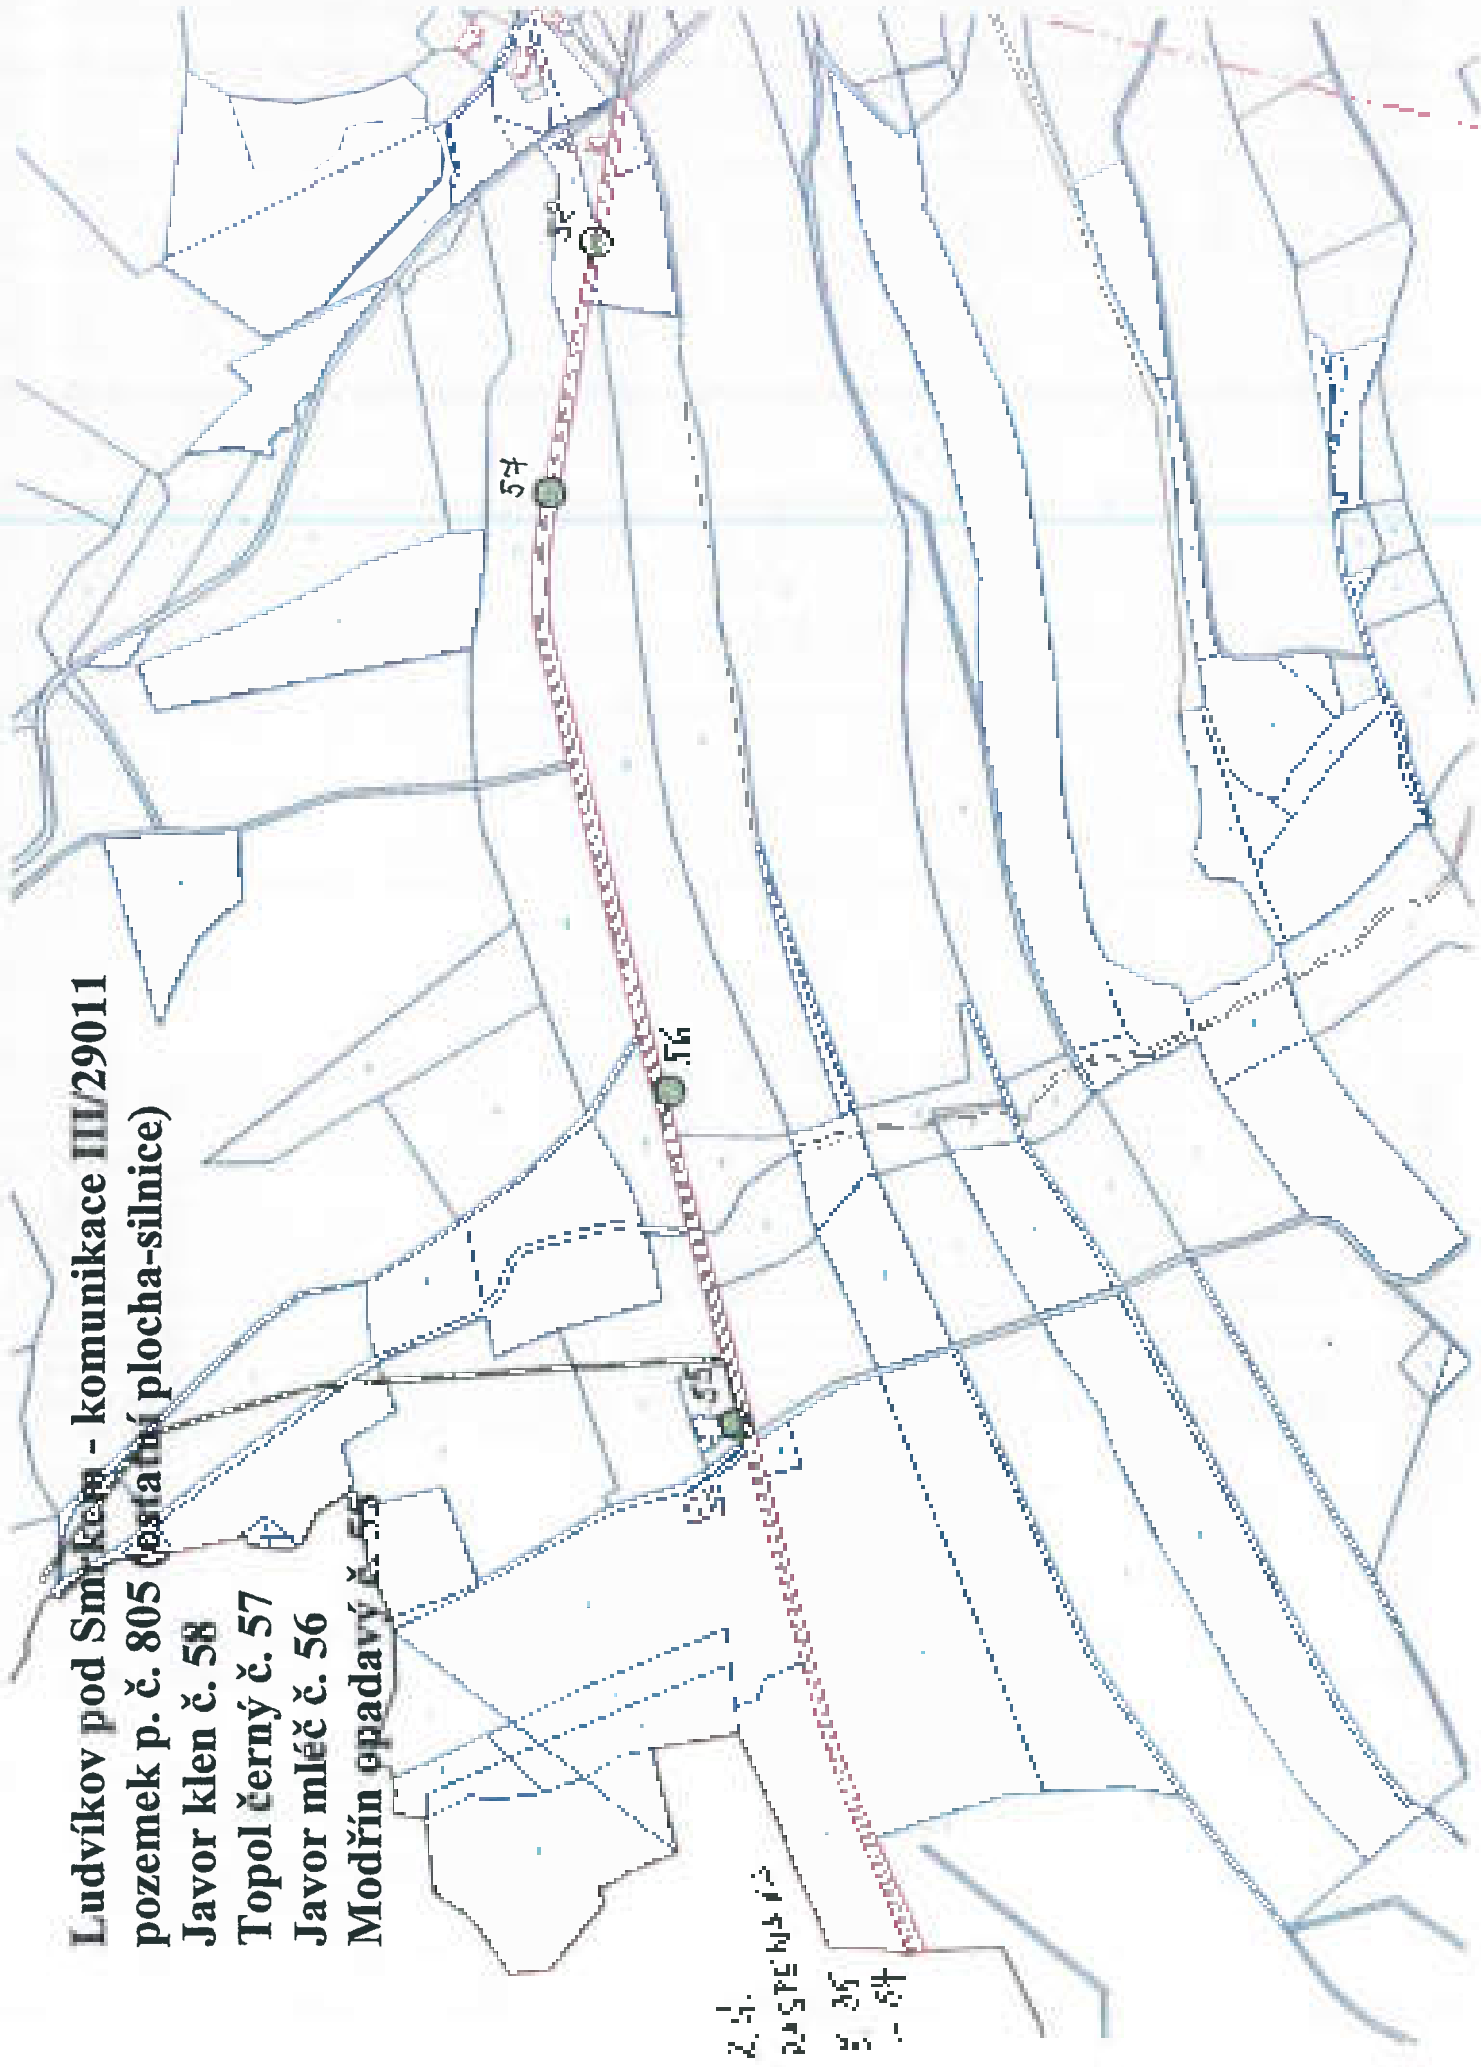 Ludvíkov pod Smrkem - komunikace III/29011
pozemek p. č. 805 (ostatní plocha-silnice)
Javor klen č. 58
Topol černý č. 57
Javor mléč č. 56
Modřín opadavý č. 55
57
56
55